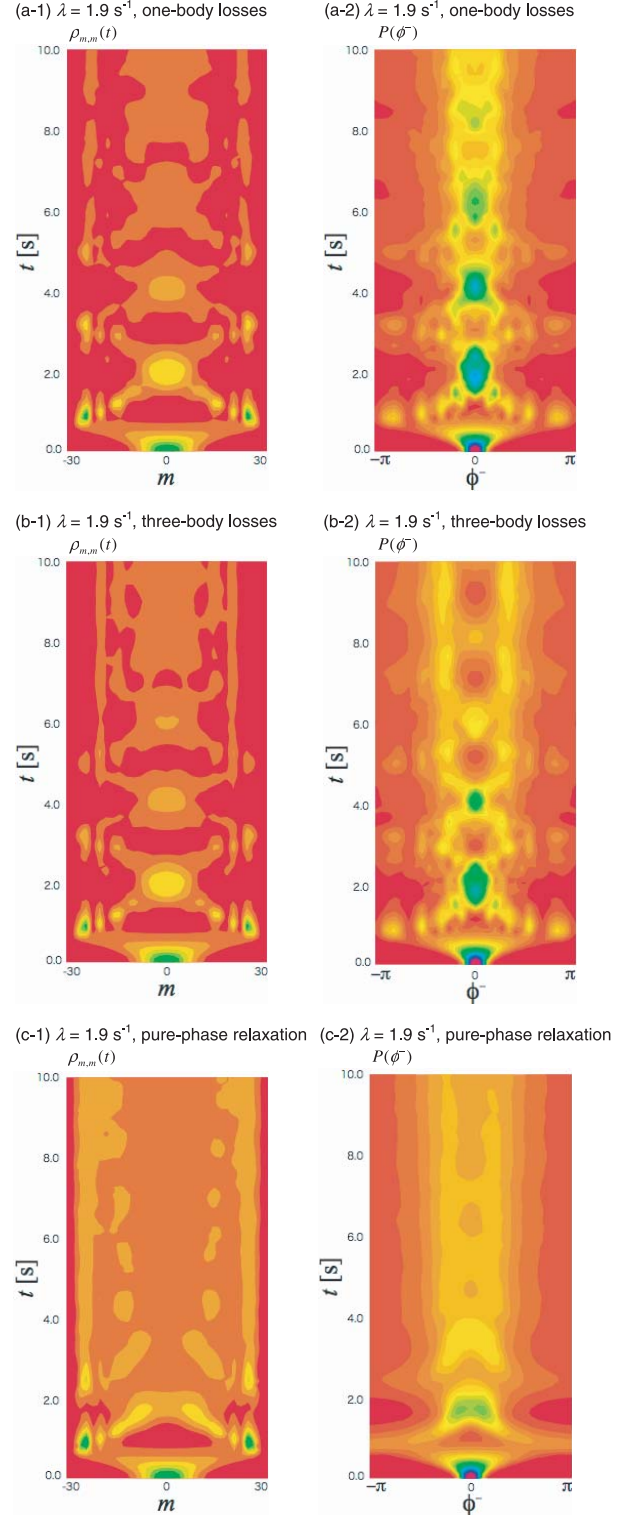 (a-1) λ = 1.9 s⁻¹, one-body losses
(a-2) λ = 1.9 s⁻¹, one-body losses
ρm,m(t)
P(ϕ⁻)
10.0
8.0
6.0
4.0
2.0
0.0
t [s]
-30
0
30
m
10.0
8.0
6.0
4.0
2.0
0.0
t [s]
−π
0
π
ϕ⁻
(b-1) λ = 1.9 s⁻¹, three-body losses
(b-2) λ = 1.9 s⁻¹, three-body losses
ρm,m(t)
P(ϕ⁻)
10.0
8.0
6.0
4.0
2.0
0.0
t [s]
-30
0
30
m
10.0
8.0
6.0
4.0
2.0
0.0
t [s]
−π
0
π
ϕ⁻
(c-1) λ = 1.9 s⁻¹, pure-phase relaxation
(c-2) λ = 1.9 s⁻¹, pure-phase relaxation
ρm,m(t)
P(ϕ⁻)
10.0
8.0
6.0
4.0
2.0
0.0
t [s]
-30
0
30
m
10.0
8.0
6.0
4.0
2.0
0.0
t [s]
−π
0
π
ϕ⁻